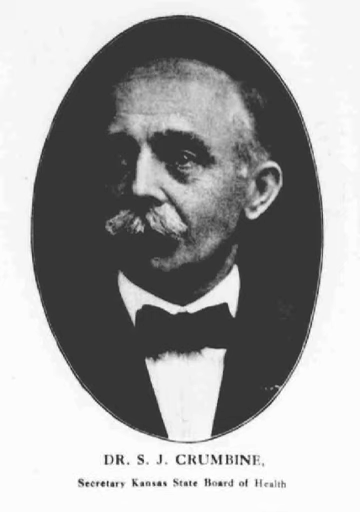 DR. S. J. CRUMBINE,
Secretary Kansas State Board of Health